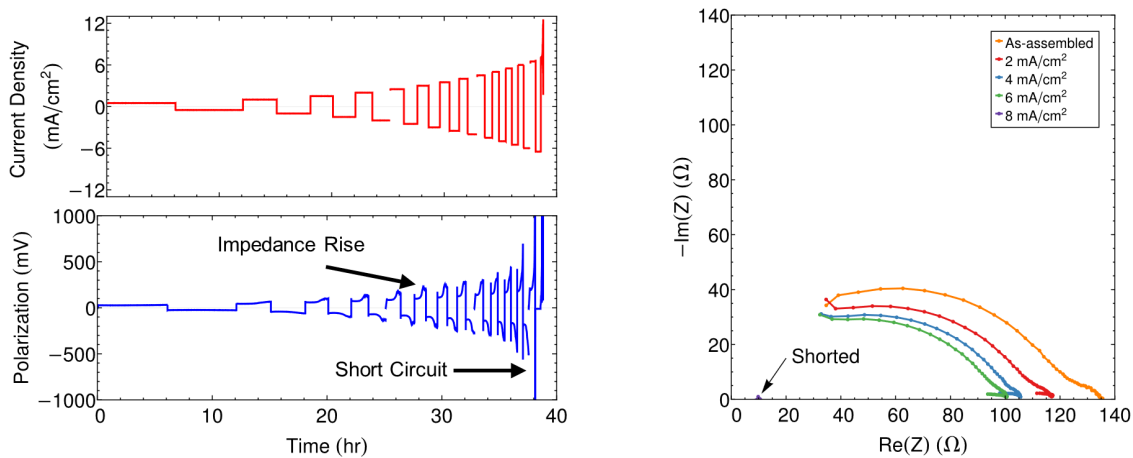 12
6
0
−6
−12
Current Density
(mA/cm²)
1000
500
0
−500
−1000
Polarization (mV)
Impedance Rise
Short Circuit
0
10
20
30
40
Time (hr)
140
120
100
80
60
40
20
0
−Im(Z) (Ω)
As-assembled
2 mA/cm²
4 mA/cm²
6 mA/cm²
8 mA/cm²
Shorted
0
20
40
60
80
100
120
140
Re(Z) (Ω)